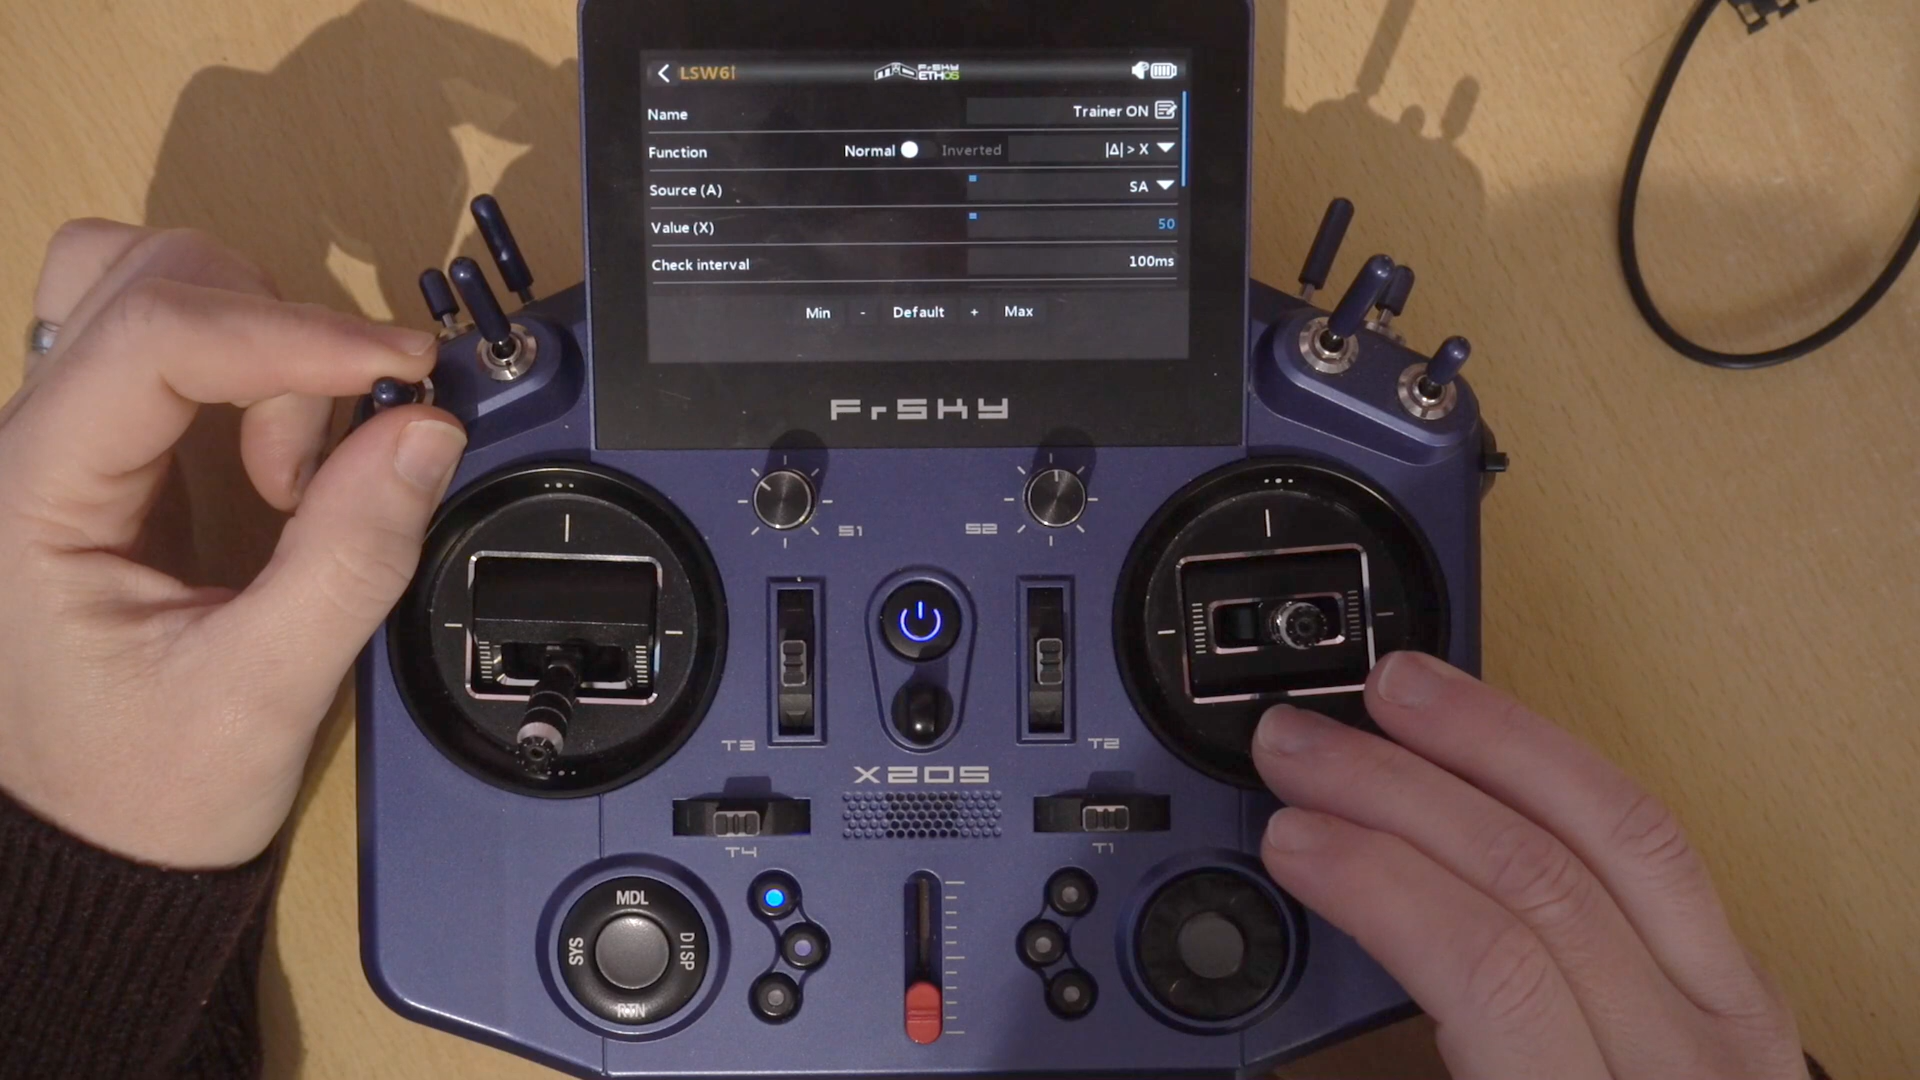 LSW6
FrSKY
ETHOS
Name Trainer ON
Function Normal Inverted |Δ| > X
Source (A) SA
Value (X) 50
Check interval 100ms
Min - Default + Max
FrSKY
S1 S2
T3 T2
X20S
T4 T1
MDL
SYS DISP
RTN